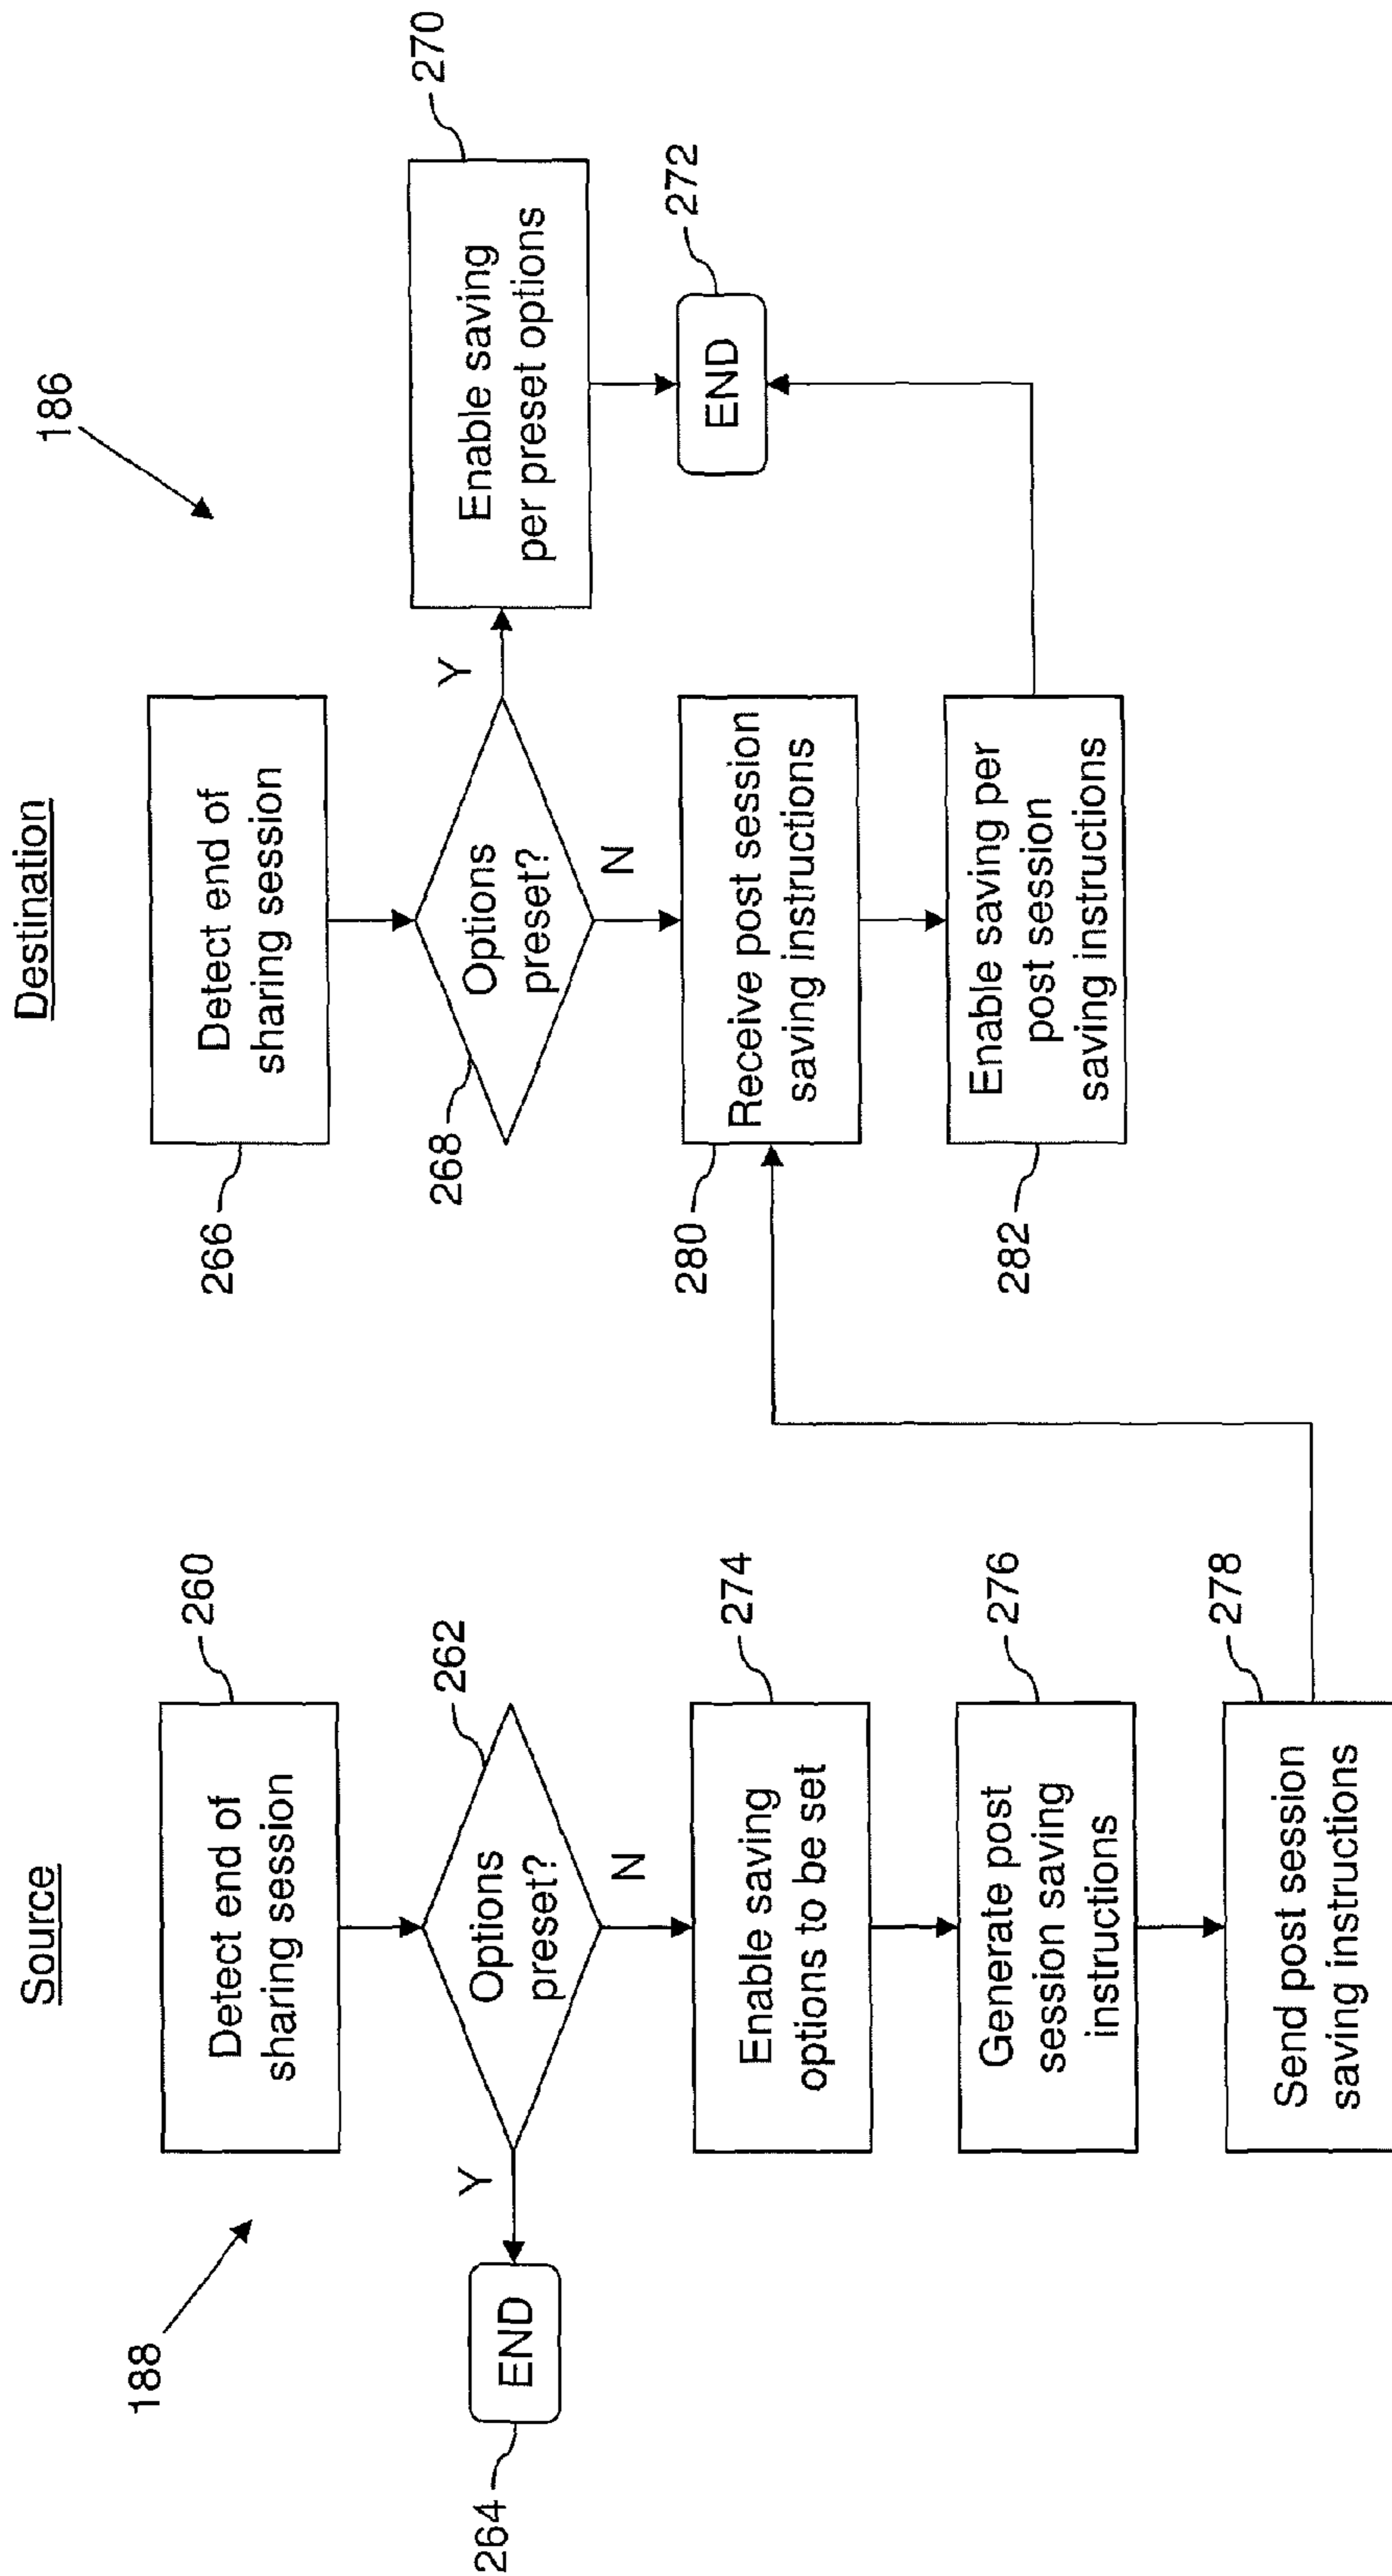 Source
188
Detect end of
sharing session
260
Options
preset?
262
Y
N
END
264
Enable saving
options to be set
274
Generate post
session saving
instructions
276
Send post session
saving instructions
278
Destination
186
Detect end of
sharing session
266
Options
preset?
268
Y
N
Enable saving
per preset options
270
END
272
Receive post session
saving instructions
280
Enable saving per
post session
saving instructions
282